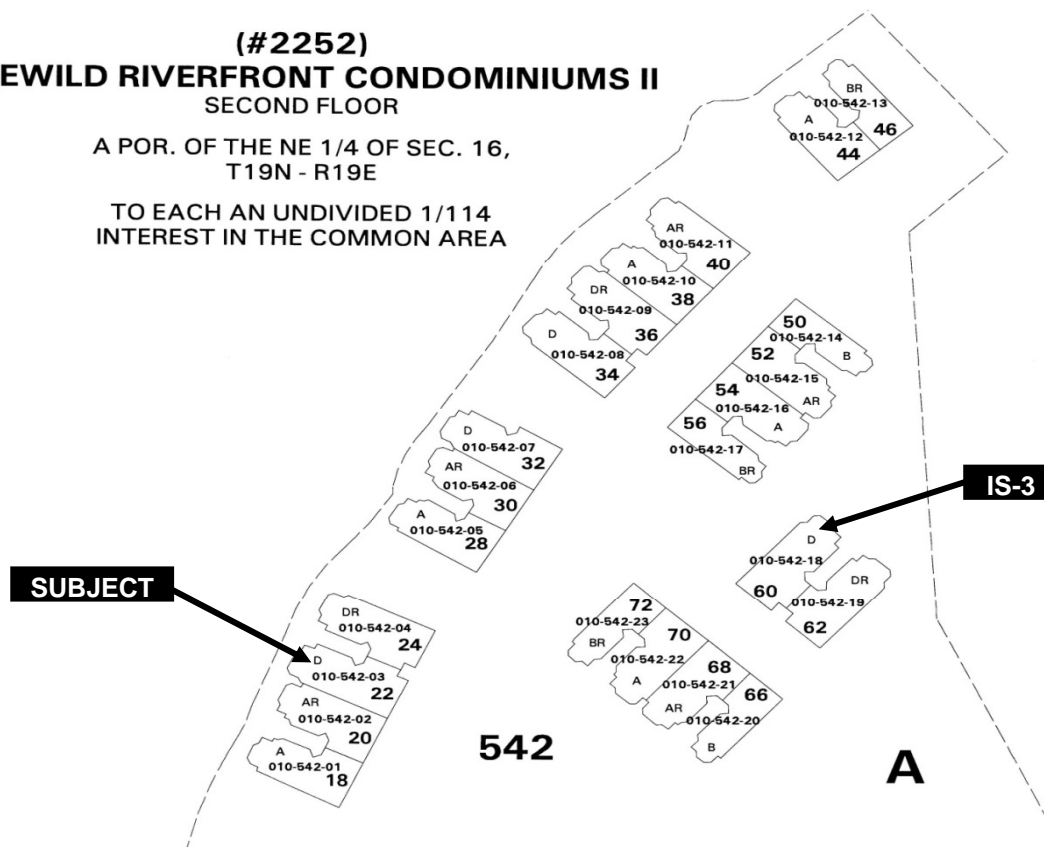 (#2252)
EWILD RIVERFRONT CONDOMINIUMS II
SECOND FLOOR
A POR. OF THE NE 1/4 OF SEC. 16,
T19N - R19E
TO EACH AN UNDIVIDED 1/114
INTEREST IN THE COMMON AREA
BR
010-542-13
46
A
010-542-12
44
AR
010-542-11
40
A
010-542-10
38
DR
010-542-09
36
D
010-542-08
34
50
010-542-14
B
52
010-542-15
AR
54
010-542-16
A
56
010-542-17
BR
D
010-542-07
32
AR
010-542-06
30
A
010-542-05
28
IS-3
D
010-542-18
60
DR
010-542-19
62
SUBJECT
DR
010-542-04
24
D
010-542-03
22
AR
010-542-02
20
A
010-542-01
18
72
010-542-23
BR
70
010-542-22
A
68
010-542-21
AR
66
010-542-20
B
542
A